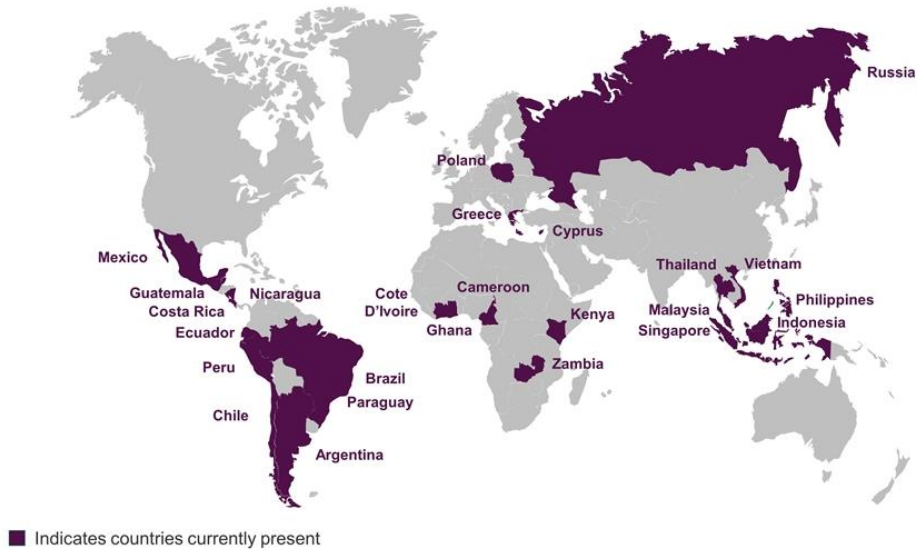 Russia
Poland
Greece
Cyprus
Mexico
Guatemala
Nicaragua
Costa Rica
Ecuador
Peru
Brazil
Paraguay
Chile
Argentina
Cote
D'Ivoire
Cameroon
Ghana
Kenya
Zambia
Thailand
Vietnam
Malaysia
Philippines
Singapore
Indonesia
Indicates countries currently present